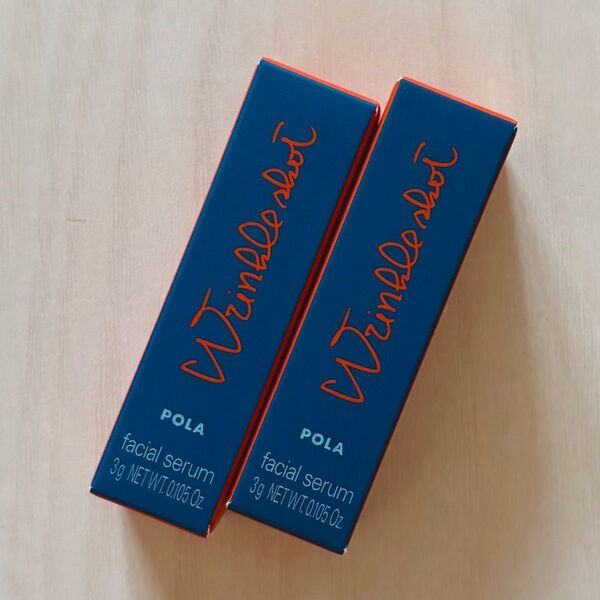 Wrinkle shot
POLA
facial serum
3g NET WT. 0.105 Oz.
Wrinkle shot
POLA
facial serum
3g NET WT. 0.105 Oz.